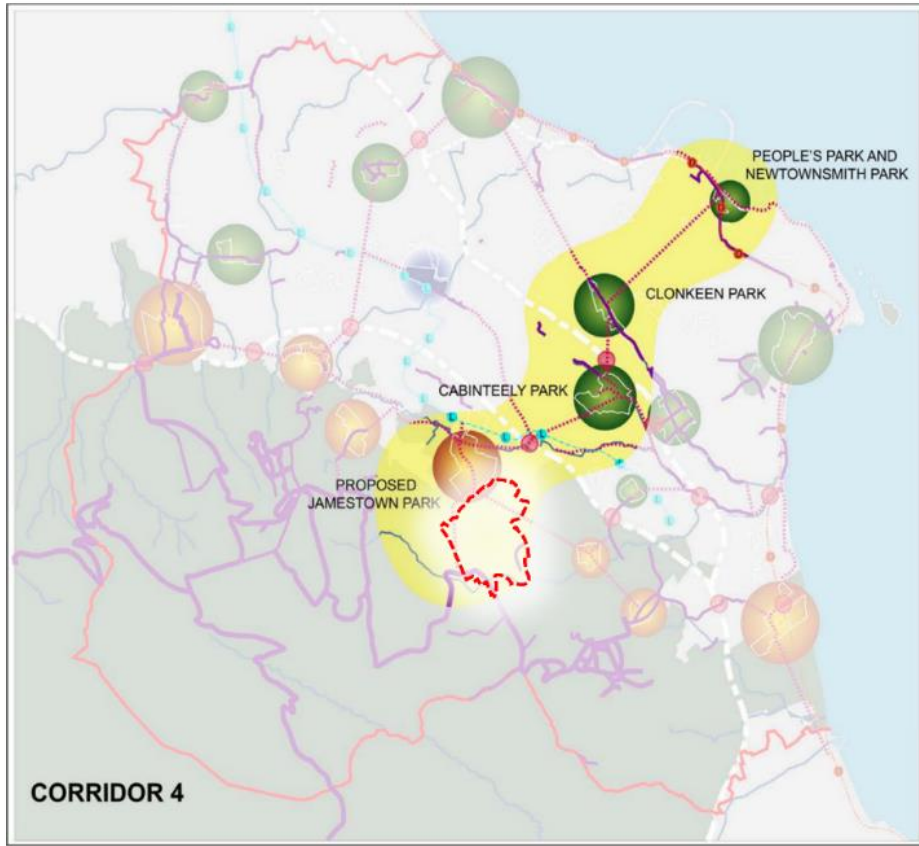 PEOPLE'S PARK AND
NEWTOWNSMITH PARK
CLONKEEN PARK
CABINTEELY PARK
PROPOSED
JAMESTOWN PARK
CORRIDOR 4